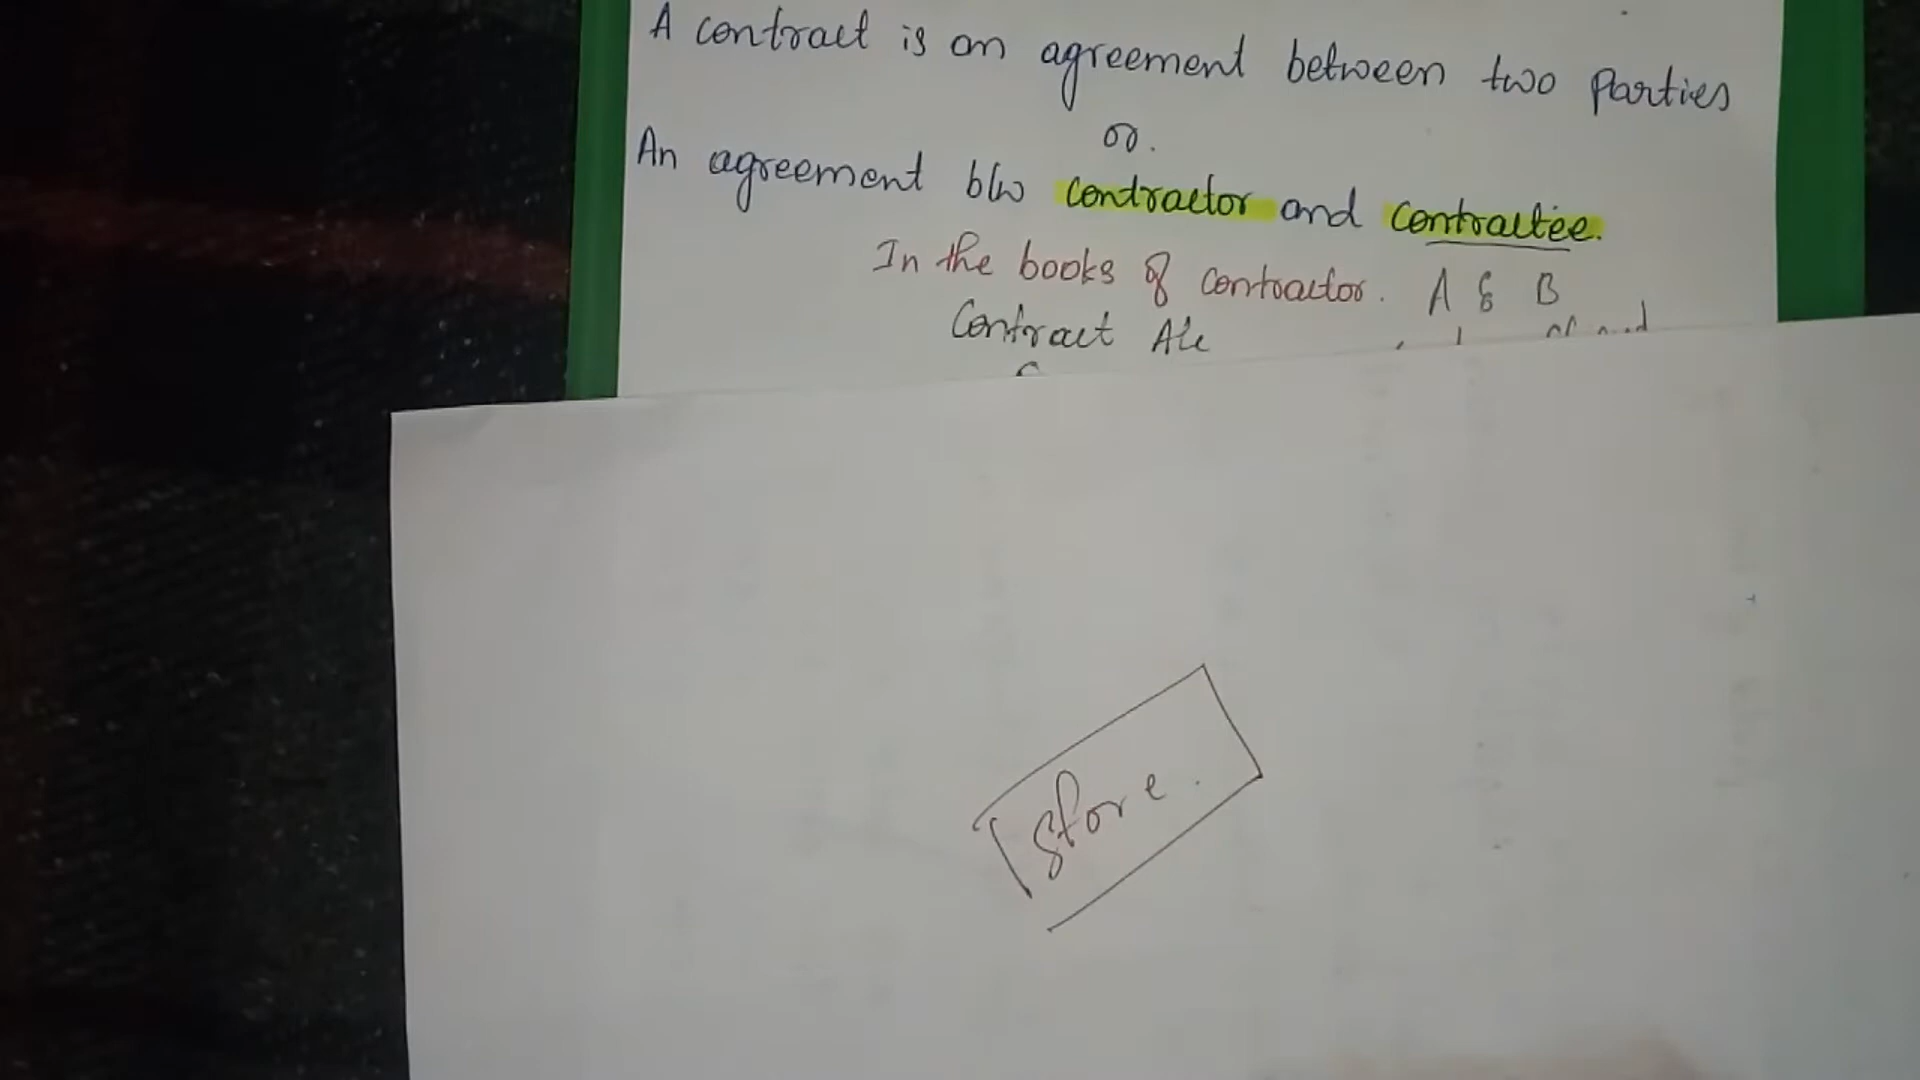 A contract is an agreement between two Parties
or.
An agreement b/w contractor and contractee.
In the books of contractor. A & B
Contract A/c
Store.